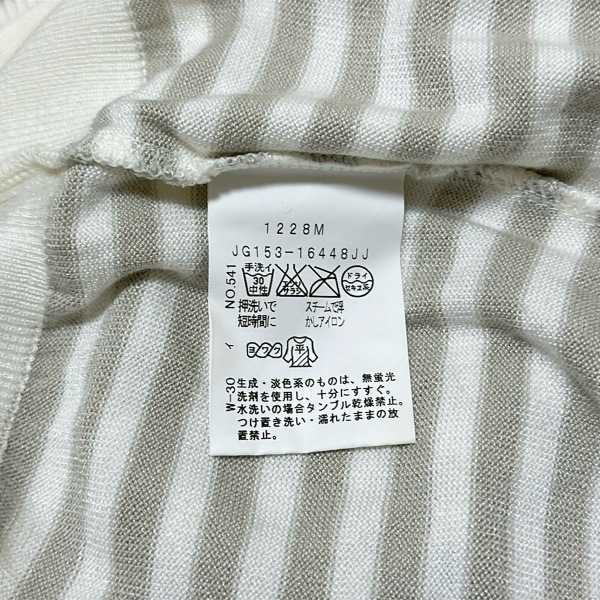 1228M
JG153-16448JJ
NO.541
手洗イ
30
中性
エンソ
サラシ
ドライ
セキユ系
押洗いで
短時間に
スチームで浮
かしアイロン
イ
ヨワク
平
W-30
生成・淡色系のものは、無蛍光
洗剤を使用し、十分にすすぐ。
水洗いの場合タンブル乾燥禁止。
つけ置き洗い・濡れたままの放
置禁止。